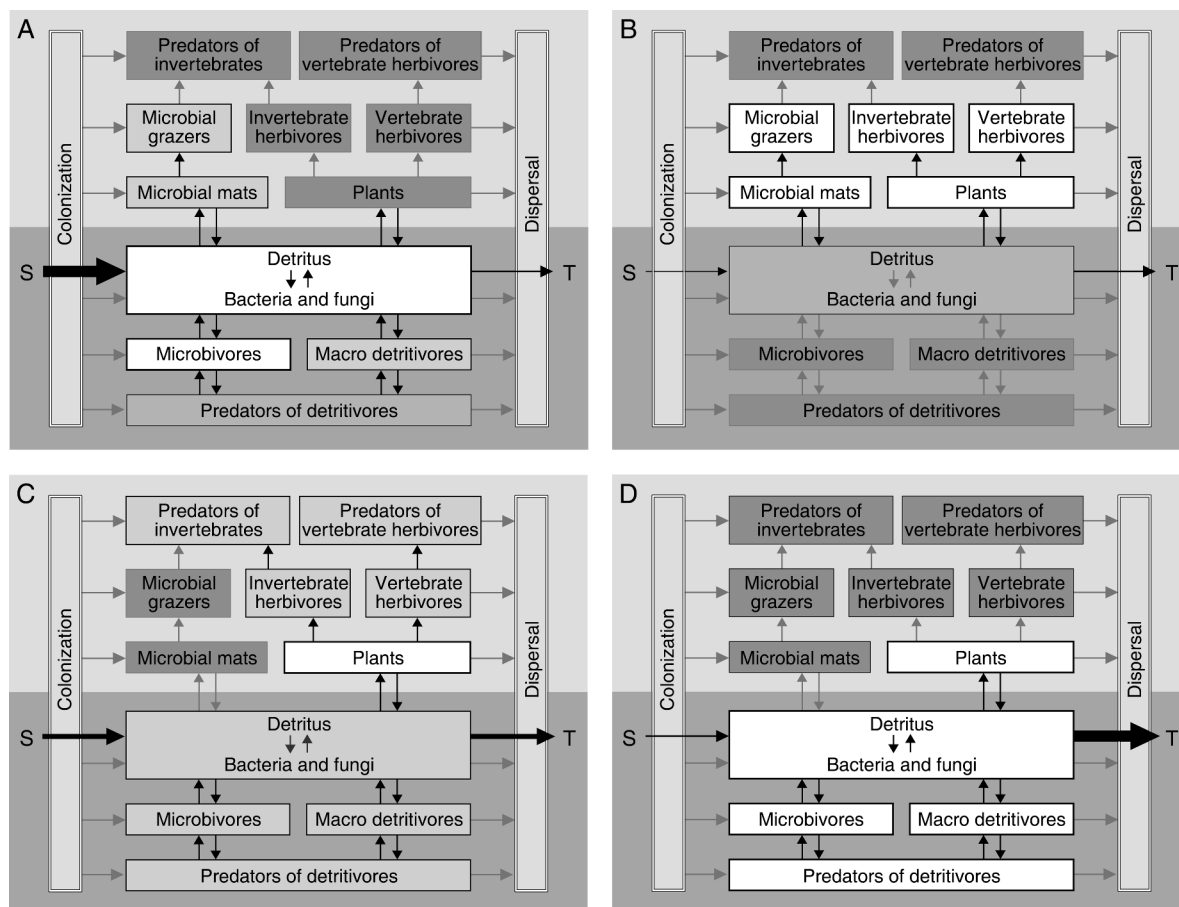 A
Colonization
Predators of
invertebrates
Predators of
vertebrate herbivores
Microbial
grazers
Invertebrate
herbivores
Vertebrate
herbivores
Microbial mats
Plants
Dispersal
S
Detritus
Bacteria and fungi
T
Microbivores
Macro detritivores
Predators of detritivores
B
Colonization
Predators of
invertebrates
Predators of
vertebrate herbivores
Microbial
grazers
Invertebrate
herbivores
Vertebrate
herbivores
Microbial mats
Plants
Dispersal
S
Detritus
Bacteria and fungi
T
Microbivores
Macro detritivores
Predators of detritivores
C
Colonization
Predators of
invertebrates
Predators of
vertebrate herbivores
Microbial
grazers
Invertebrate
herbivores
Vertebrate
herbivores
Microbial mats
Plants
Dispersal
S
Detritus
Bacteria and fungi
T
Microbivores
Macro detritivores
Predators of detritivores
D
Colonization
Predators of
invertebrates
Predators of
vertebrate herbivores
Microbial
grazers
Invertebrate
herbivores
Vertebrate
herbivores
Microbial mats
Plants
Dispersal
S
Detritus
Bacteria and fungi
T
Microbivores
Macro detritivores
Predators of detritivores